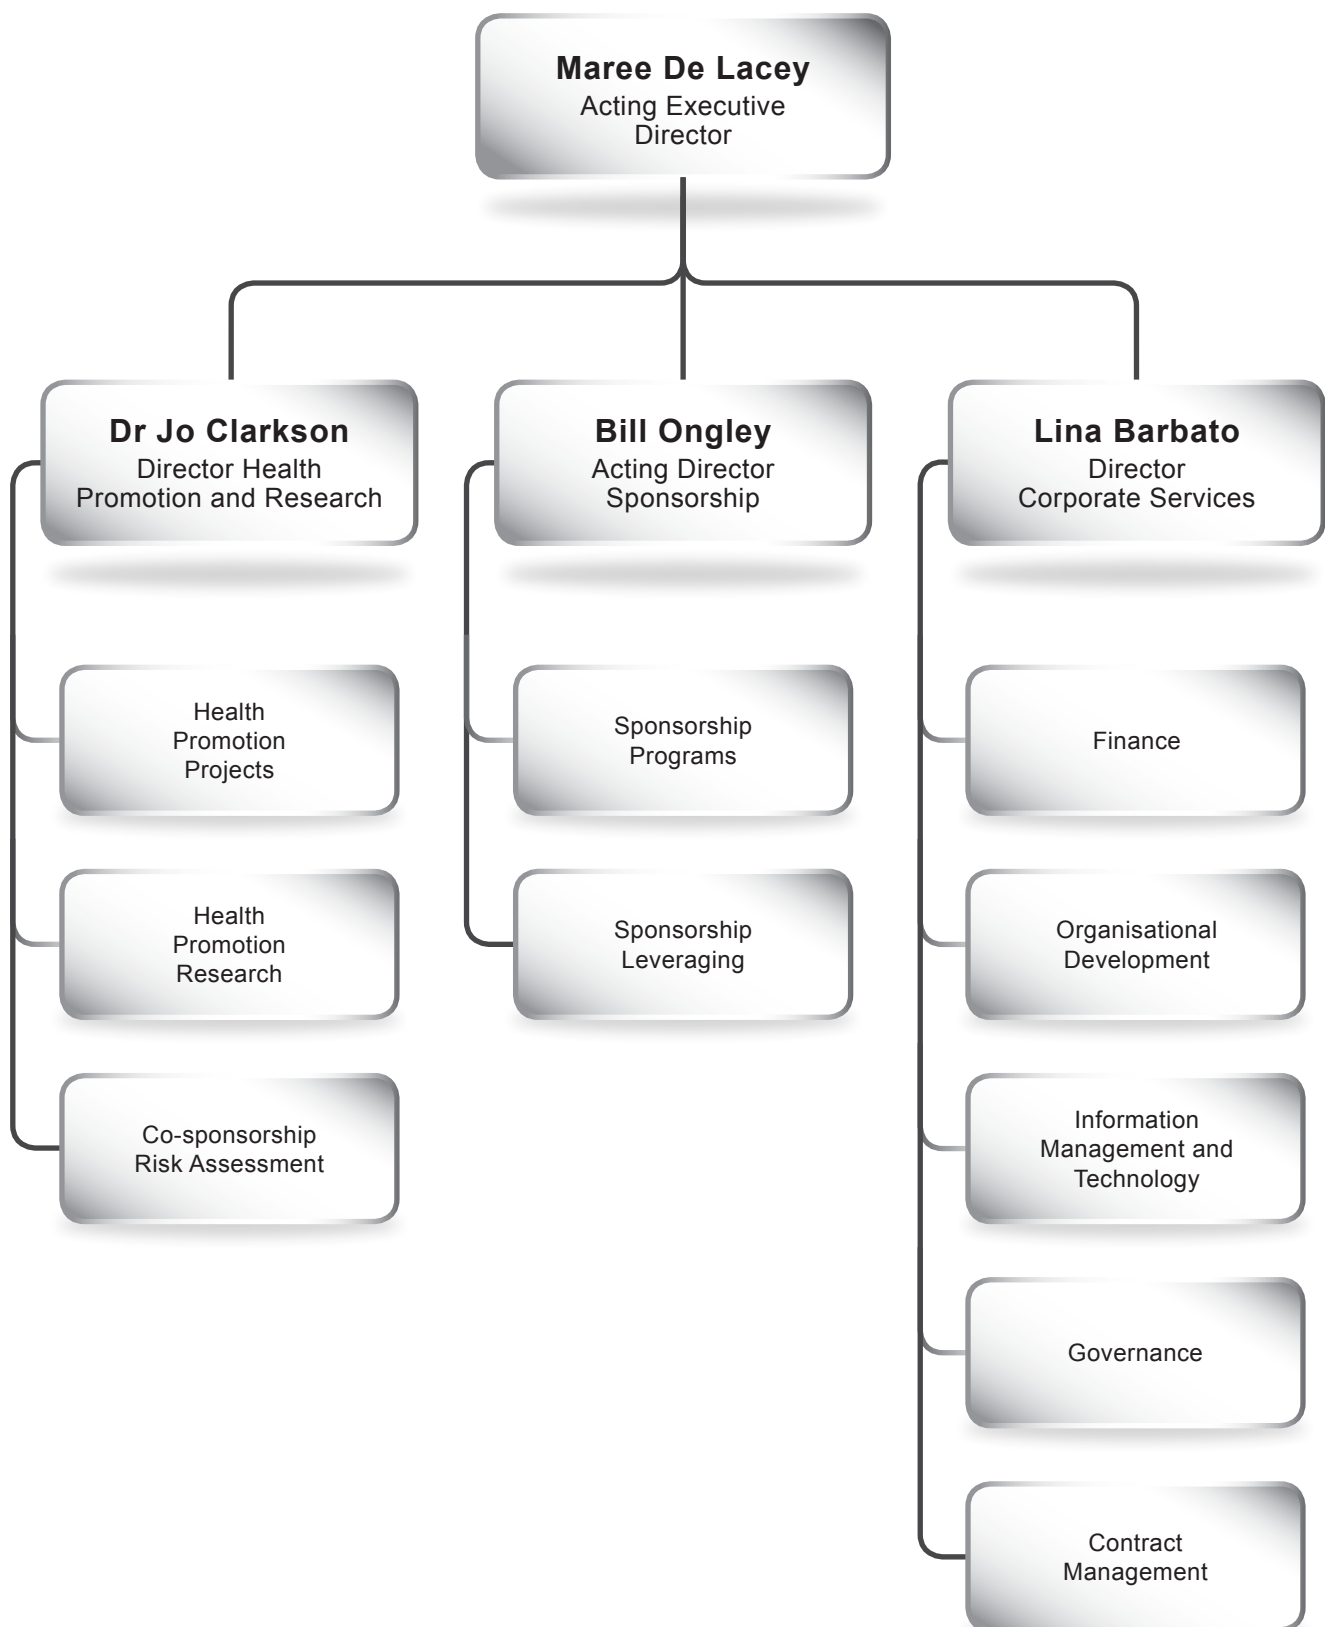 Maree De Lacey
Acting Executive
Director
Dr Jo Clarkson
Director Health
Promotion and Research
Bill Ongley
Acting Director
Sponsorship
Lina Barbato
Director
Corporate Services
Health
Promotion
Projects
Sponsorship
Programs
Finance
Health
Promotion
Research
Sponsorship
Leveraging
Organisational
Development
Co-sponsorship
Risk Assessment
Information
Management and
Technology
Governance
Contract
Management